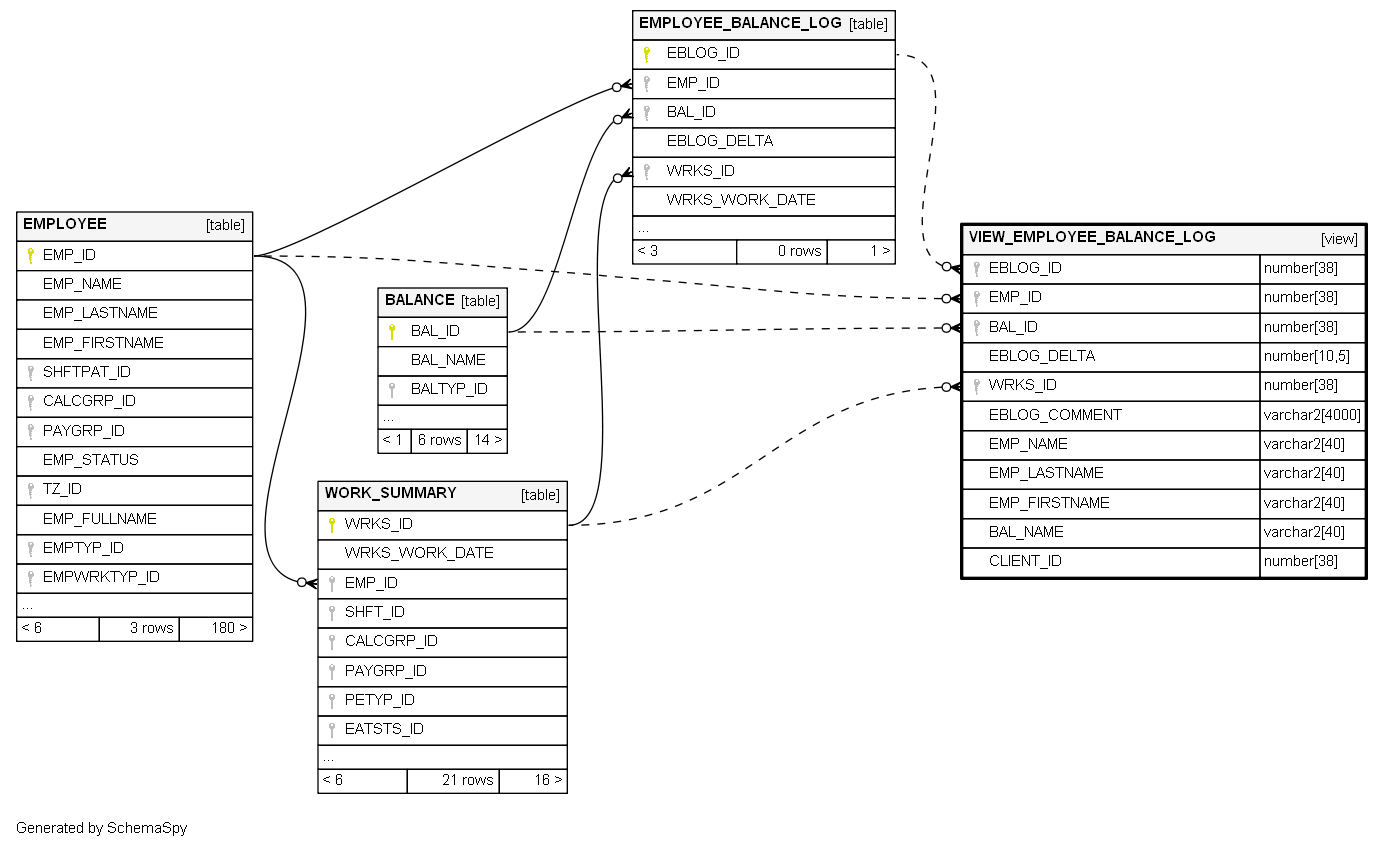 EMPLOYEE_BALANCE_LOG [table]
EBLOG_ID
EMP_ID
BAL_ID
EBLOG_DELTA
WRKS_ID
WRKS_WORK_DATE
...
< 3 0 rows 1 >
EMPLOYEE [table]
EMP_ID
EMP_NAME
EMP_LASTNAME
EMP_FIRSTNAME
SHFTPAT_ID
CALCGRP_ID
PAYGRP_ID
EMP_STATUS
TZ_ID
EMP_FULLNAME
EMPTYP_ID
EMPWRKTYP_ID
...
< 6 3 rows 180 >
BALANCE [table]
BAL_ID
BAL_NAME
BALTYP_ID
...
< 1 6 rows 14 >
WORK_SUMMARY [table]
WRKS_ID
WRKS_WORK_DATE
EMP_ID
SHFT_ID
CALCGRP_ID
PAYGRP_ID
PETYP_ID
EATSTS_ID
...
< 6 21 rows 16 >
VIEW_EMPLOYEE_BALANCE_LOG [view]
EBLOG_ID number[38]
EMP_ID number[38]
BAL_ID number[38]
EBLOG_DELTA number[10,5]
WRKS_ID number[38]
EBLOG_COMMENT varchar2[4000]
EMP_NAME varchar2[40]
EMP_LASTNAME varchar2[40]
EMP_FIRSTNAME varchar2[40]
BAL_NAME varchar2[40]
CLIENT_ID number[38]
Generated by SchemaSpy